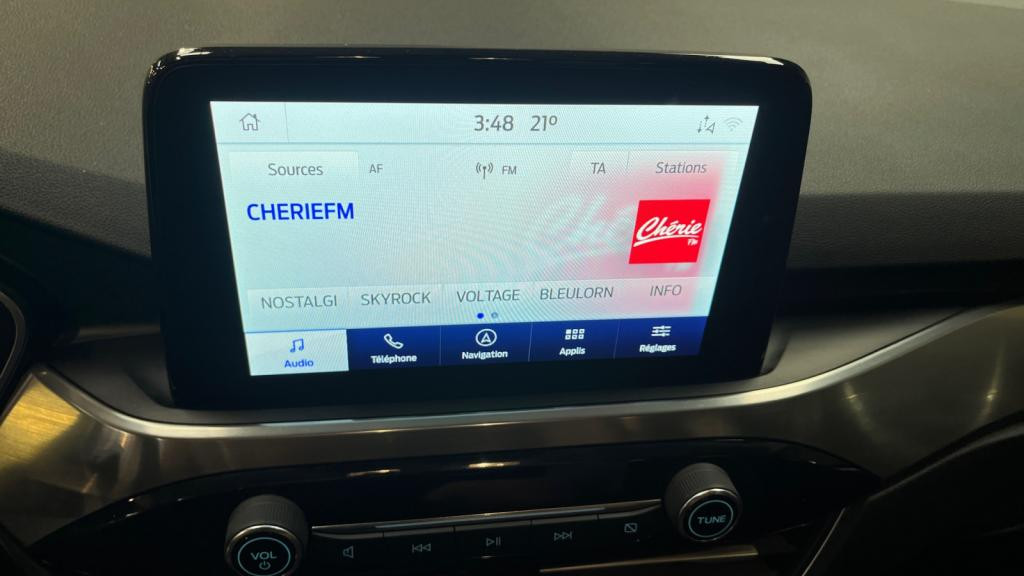 3:48 21º
Sources AF FM TA Stations
CHERIEFM
Chérie
FM
NOSTALGI SKYROCK VOLTAGE BLEULORN INFO
Audio Téléphone Navigation Applis Réglages
VOL
TUNE